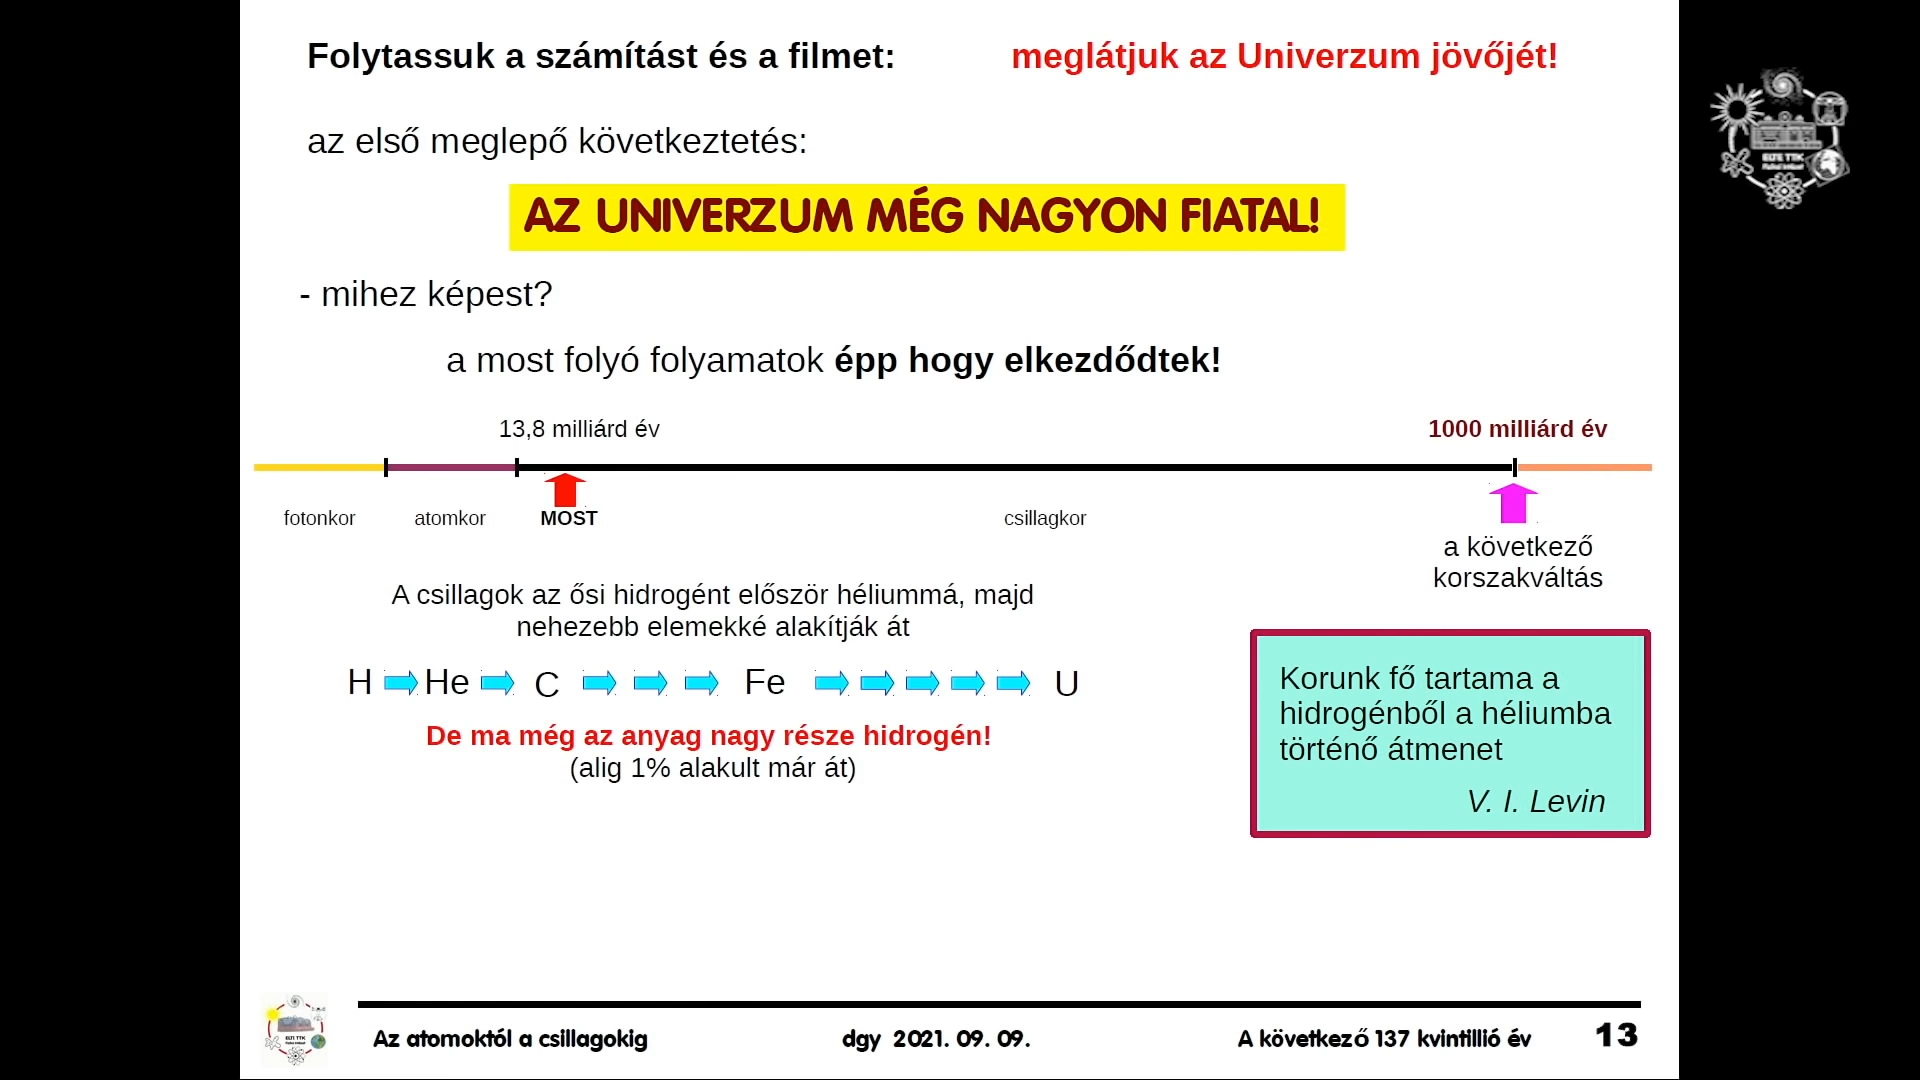 Folytassuk a számítást és a filmet: meglátjuk az Univerzum jövőjét!
az első meglepő következtetés:
AZ UNIVERZUM MÉG NAGYON FIATAL!
- mihez képest?
a most folyó folyamatok épp hogy elkezdődtek!
13,8 milliárd év
1000 milliárd év
fotonkor
atomkor
MOST
csillagkor
a következő
korszakváltás
A csillagok az ősi hidrogént először héliummá, majd
nehezebb elemekké alakítják át
H He C Fe U
De ma még az anyag nagy része hidrogén!
(alig 1% alakult már át)
Korunk fő tartama a
hidrogénből a héliumba
történő átmenet
V. I. Levin
ELTE TTK
ELTE TTK
Az atomoktól a csillagokig
dgy 2021. 09. 09.
A következő 137 kvintillió év
13